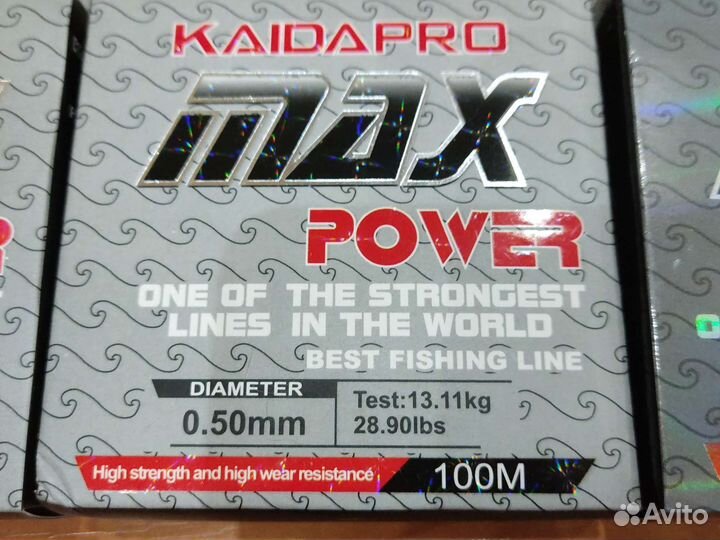 KAIDAPRO
MAX
POWER
ONE OF THE STRONGEST
LINES IN THE WORLD
BEST FISHING LINE
DIAMETER
0.50mm
Test:13.11kg
28.90lbs
High strength and high wear resistance
100M
Avito